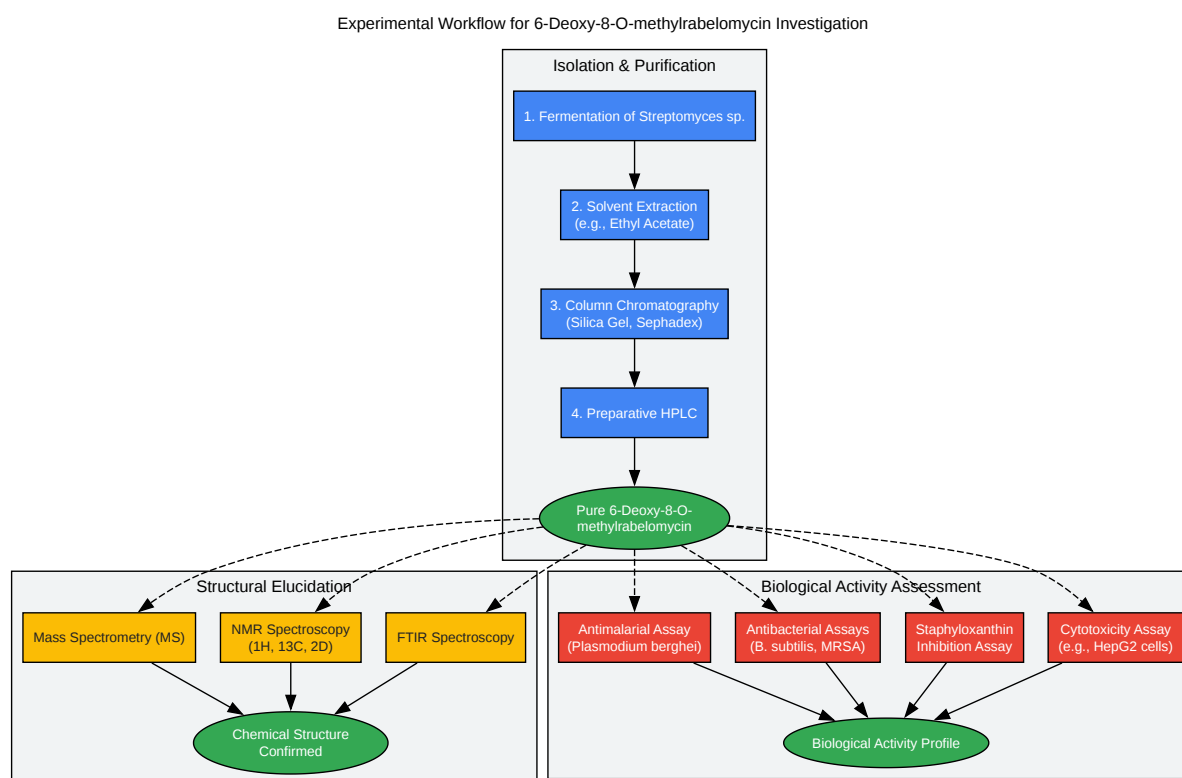 Experimental Workflow for 6-Deoxy-8-O-methylrabelomycin Investigation
Isolation & Purification
1. Fermentation of Streptomyces sp.
2. Solvent Extraction
(e.g., Ethyl Acetate)
3. Column Chromatography
(Silica Gel, Sephadex)
4. Preparative HPLC
Pure 6-Deoxy-8-O-
methylrabelomycin
Structural Elucidation
Mass Spectrometry (MS)
NMR Spectroscopy
(1H, 13C, 2D)
FTIR Spectroscopy
Chemical Structure
Confirmed
Biological Activity Assessment
Antimalarial Assay
(Plasmodium berghei)
Antibacterial Assays
(B. subtilis, MRSA)
Staphyloxanthin
Inhibition Assay
Cytotoxicity Assay
(e.g., HepG2 cells)
Biological Activity Profile